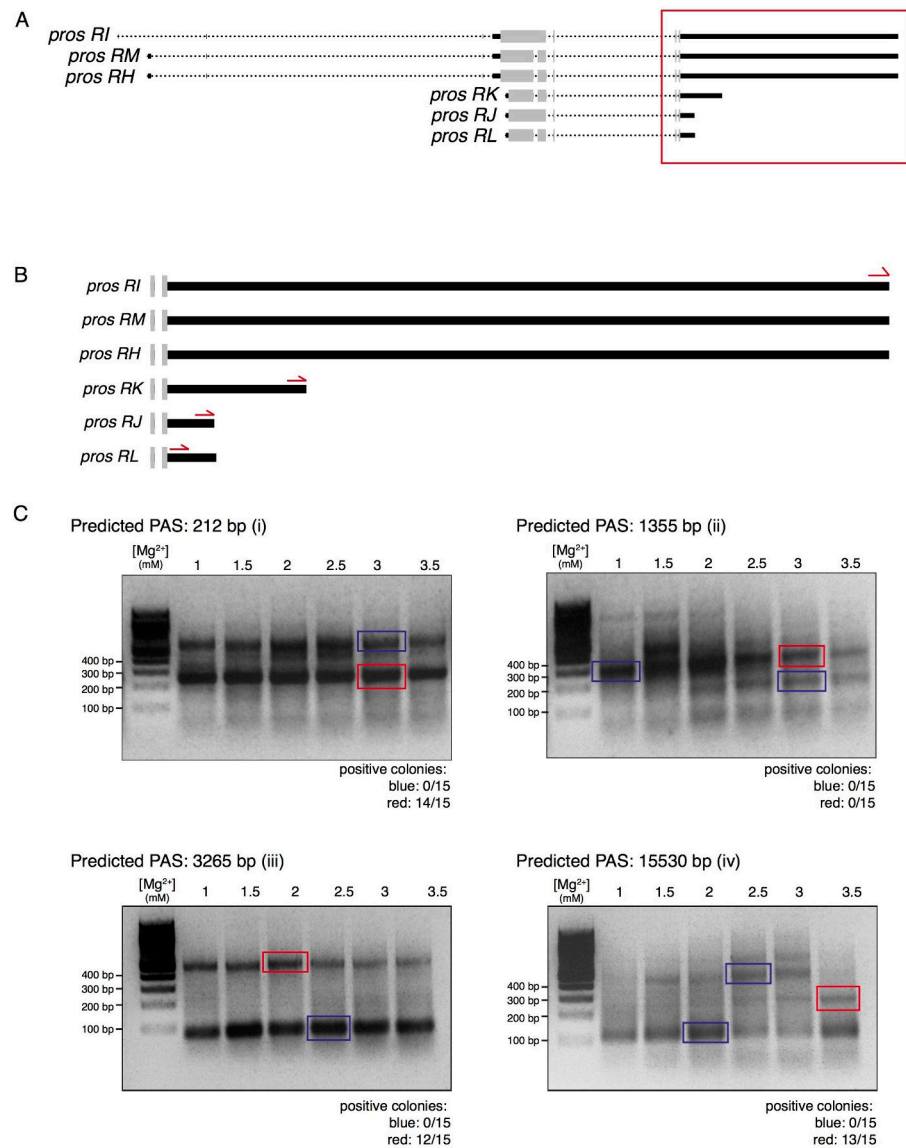 A
pros RI
pros RM
pros RH
pros RK
pros RJ
pros RL
B
pros RI
pros RM
pros RH
pros RK
pros RJ
pros RL
C
Predicted PAS: 212 bp (i)
[Mg2+]
(mM)
1 1.5 2 2.5 3 3.5
400 bp
300 bp
200 bp
100 bp
positive colonies:
blue: 0/15
red: 14/15
Predicted PAS: 1355 bp (ii)
[Mg2+]
(mM)
1 1.5 2 2.5 3 3.5
400 bp
300 bp
200 bp
100 bp
positive colonies:
blue: 0/15
red: 0/15
Predicted PAS: 3265 bp (iii)
[Mg2+]
(mM)
1 1.5 2 2.5 3 3.5
400 bp
300 bp
200 bp
100 bp
positive colonies:
blue: 0/15
red: 12/15
Predicted PAS: 15530 bp (iv)
[Mg2+]
(mM)
1 1.5 2 2.5 3 3.5
400 bp
300 bp
200 bp
100 bp
positive colonies:
blue: 0/15
red: 13/15